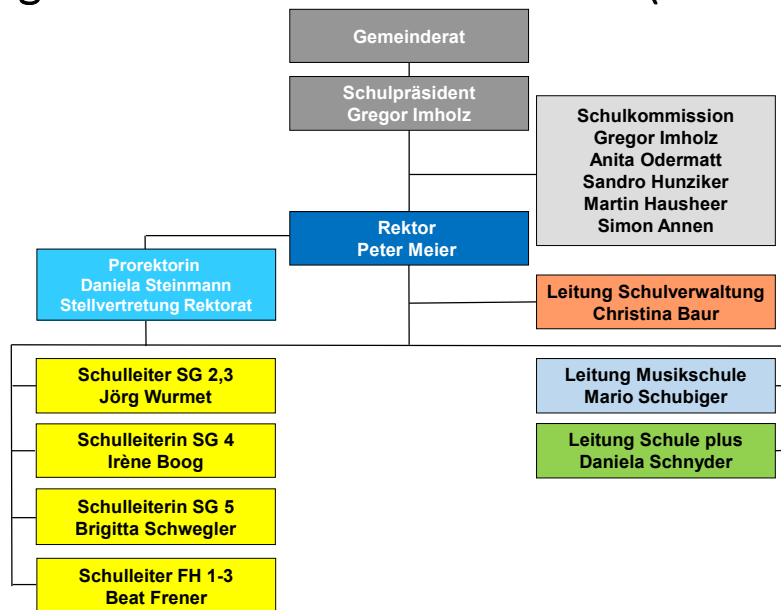 Gemeinderat
Schulpräsident
Gregor Imholz
Schulkommission
Gregor Imholz
Anita Odermatt
Sandro Hunziker
Martin Hausheer
Simon Annen
Rektor
Peter Meier
Prorektorin
Daniela Steinmann
Stellvertretung Rektorat
Leitung Schulverwaltung
Christina Baur
Schulleiter SG 2,3
Jörg Wurmet
Leitung Musikschule
Mario Schubiger
Schulleiterin SG 4
Irène Boog
Leitung Schule plus
Daniela Schnyder
Schulleiterin SG 5
Brigitta Schwegler
Schulleiter FH 1-3
Beat Frener